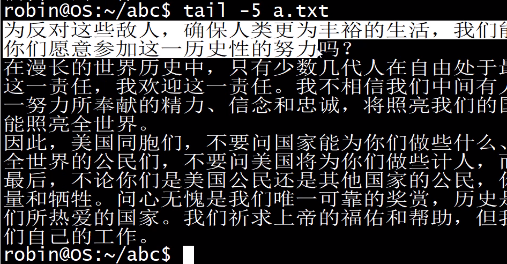 robin@OS:~/abc$ tail -5 a.txt
为反对这些敌人，确保人类更为丰裕的生活，我们能
你们愿意参加这一历史性的努力吗？
在漫长的世界历史中，只有少数几代人在自由处于最
这一责任，我欢迎这一责任。我不相信我们中间有人
一努力所奉献的精力、信念和忠诚，将照亮我们的国
能照亮全世界。
因此，美国同胞们，不要问国家能为你们做些什么、
全世界的公民们，不要问美国将为你们做些计人，而
最后，不论你们是美国公民还是其他国家的公民，你
量和牺牲。问心无愧是我们唯一可靠的奖赏，历史是
们所热爱的国家。我们祈求上帝的福佑和帮助，但我
们自己的工作。
robin@OS:~/abc$